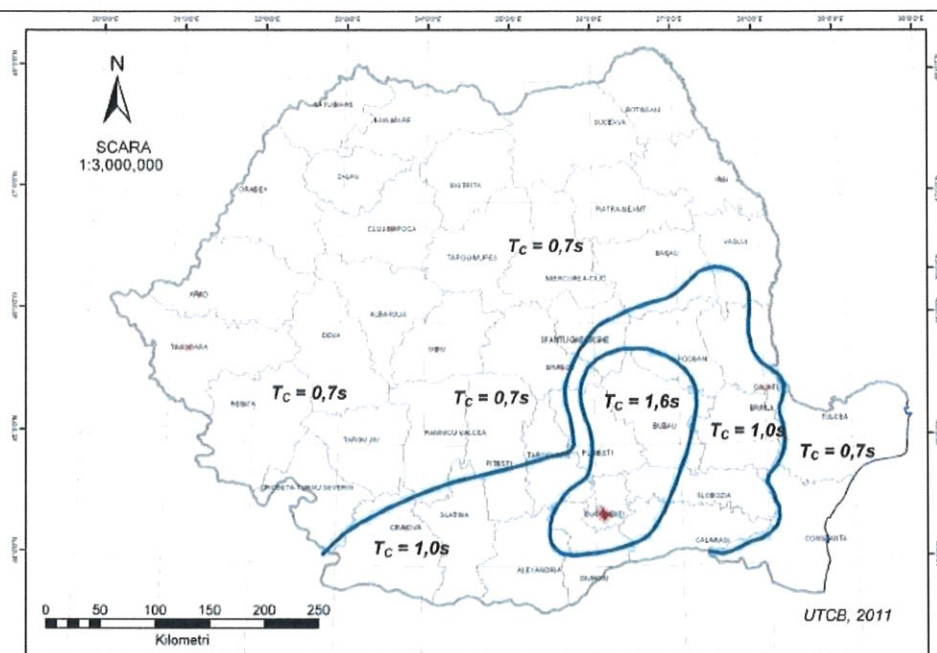 N
SCARA
1:3,000,000
SATU MARE
BAIA MARE
BOTOSANI
SUCEAVA
ZALAU
BISTRITA
IASI
ORADEA
PIATRA-NEAMT
CLUJ-NAPOCA
TARGU-MURES
T_C = 0,7s
BACAU
VASLUI
MIERCUREA-CIUC
ARAD
ALBA-IULIA
DEVA
SIBIU
SFANTU GHEORGHE
TIMISOARA
BRASOV
FOCSANI
GALATI
T_C = 0,7s
T_C = 0,7s
T_C = 1,6s
BRAILA
RESITA
TULCEA
BUZAU
T_C = 1,0s
TARGU JIU
RAMNICU VALCEA
T_C = 0,7s
PITESTI
PLOIESTI
DROBETA-TURNU SEVERIN
SLOBOZIA
SLATINA
BUCURESTI
CRAIOVA
CALARASI
CONSTANTA
T_C = 1,0s
ALEXANDRIA
GIURGIU
0 50 100 150 200 250
Kilometri
UTCB, 2011